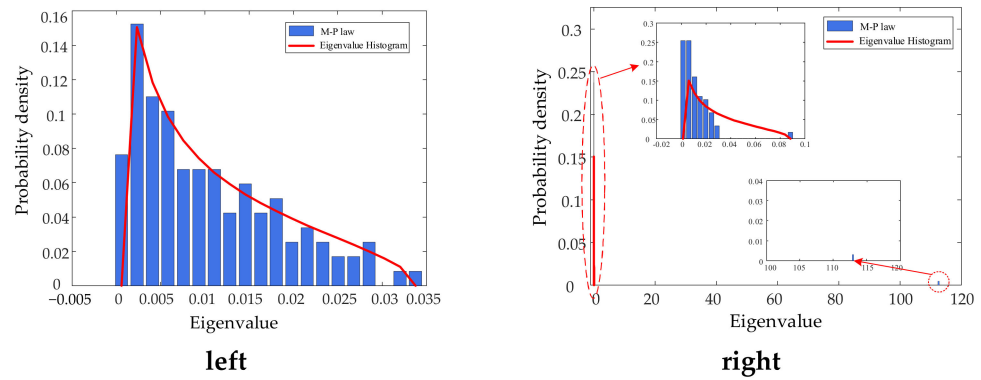 0.16
0.14
0.12
0.1
0.08
0.06
0.04
0.02
0
Probability density
M-P law
Eigenvalue Histogram
−0.005 0 0.005 0.01 0.015 0.02 0.025 0.03 0.035
Eigenvalue
left
0.3
0.25
0.2
0.15
0.1
0.05
0
Probability density
M-P law
Eigenvalue Histogram
0.3
0.25
0.2
0.15
0.1
0.05
0
-0.02 0 0.02 0.04 0.06 0.08 0.1
0.04
0.03
0.02
0.01
0
100 105 110 115 120
0 20 40 60 80 100 120
Eigenvalue
right